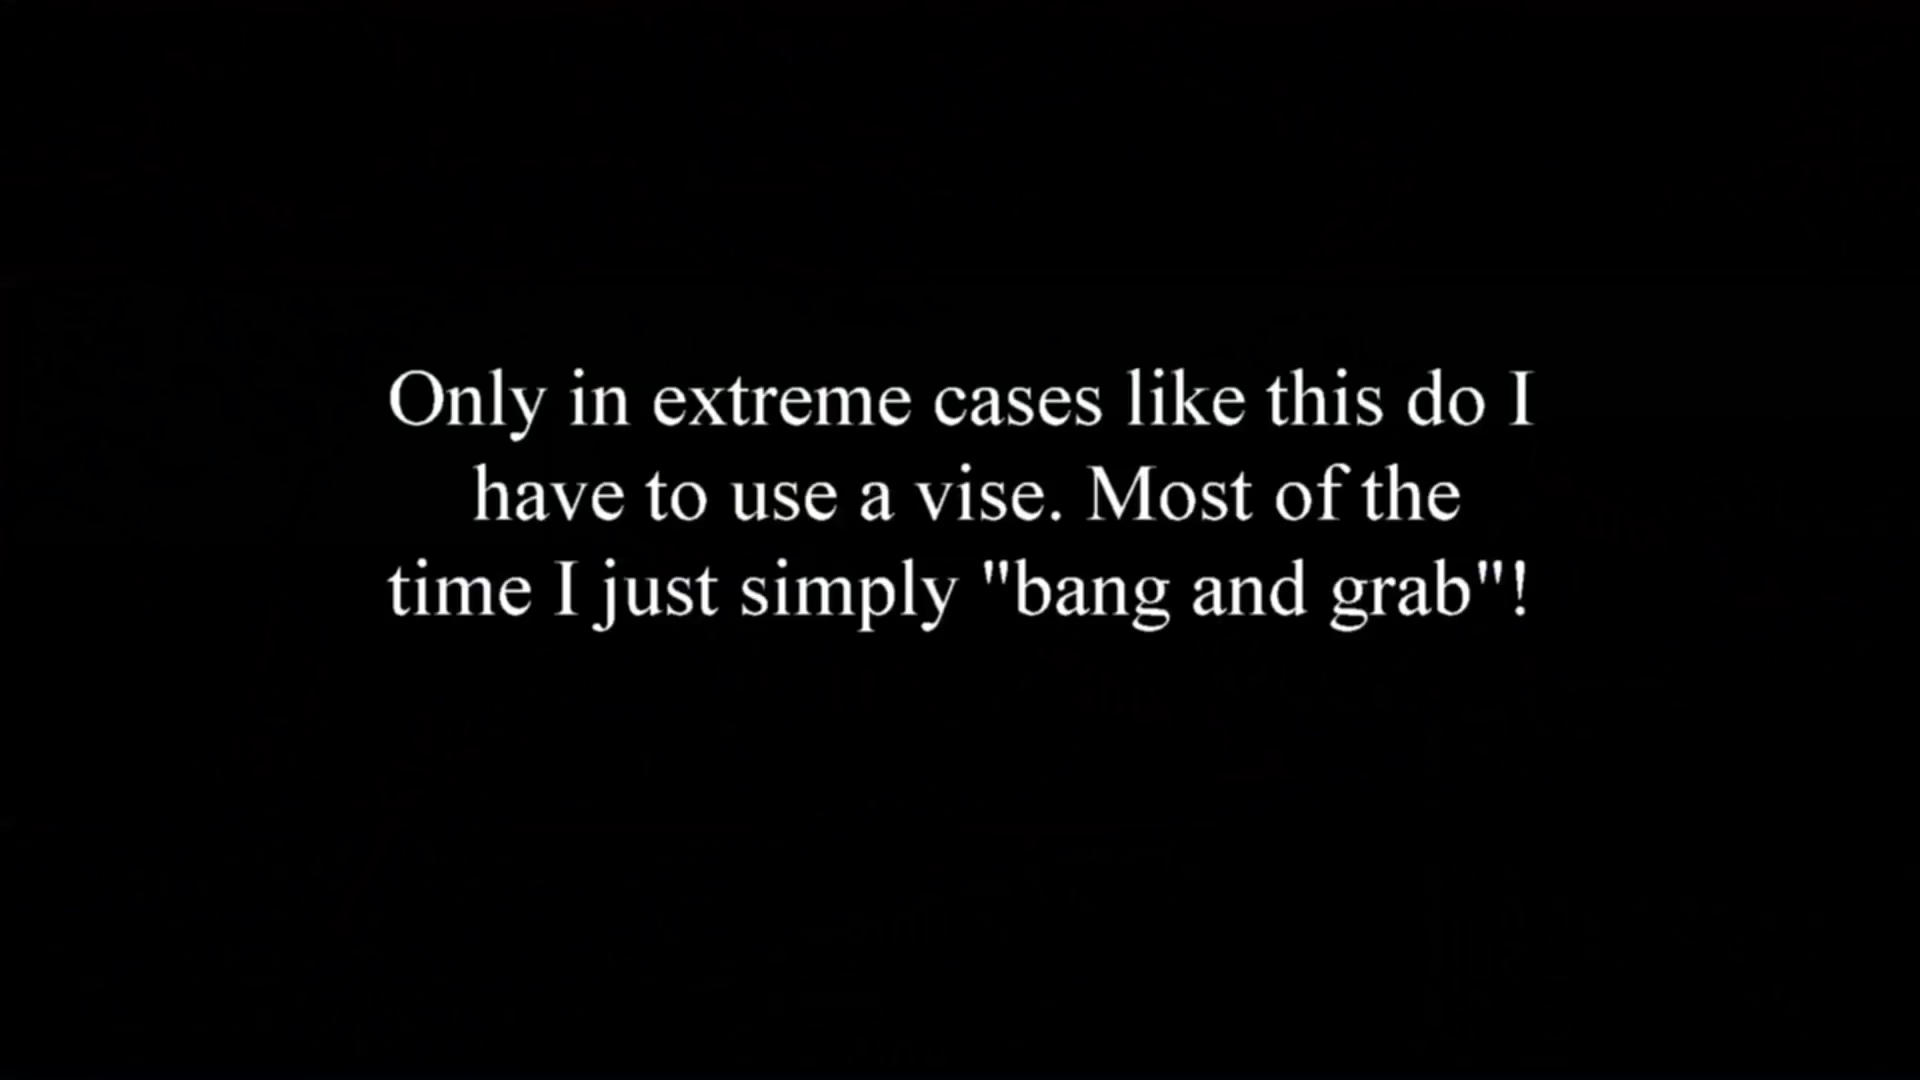 Only in extreme cases like this do I
have to use a vise. Most of the
time I just simply "bang and grab"!